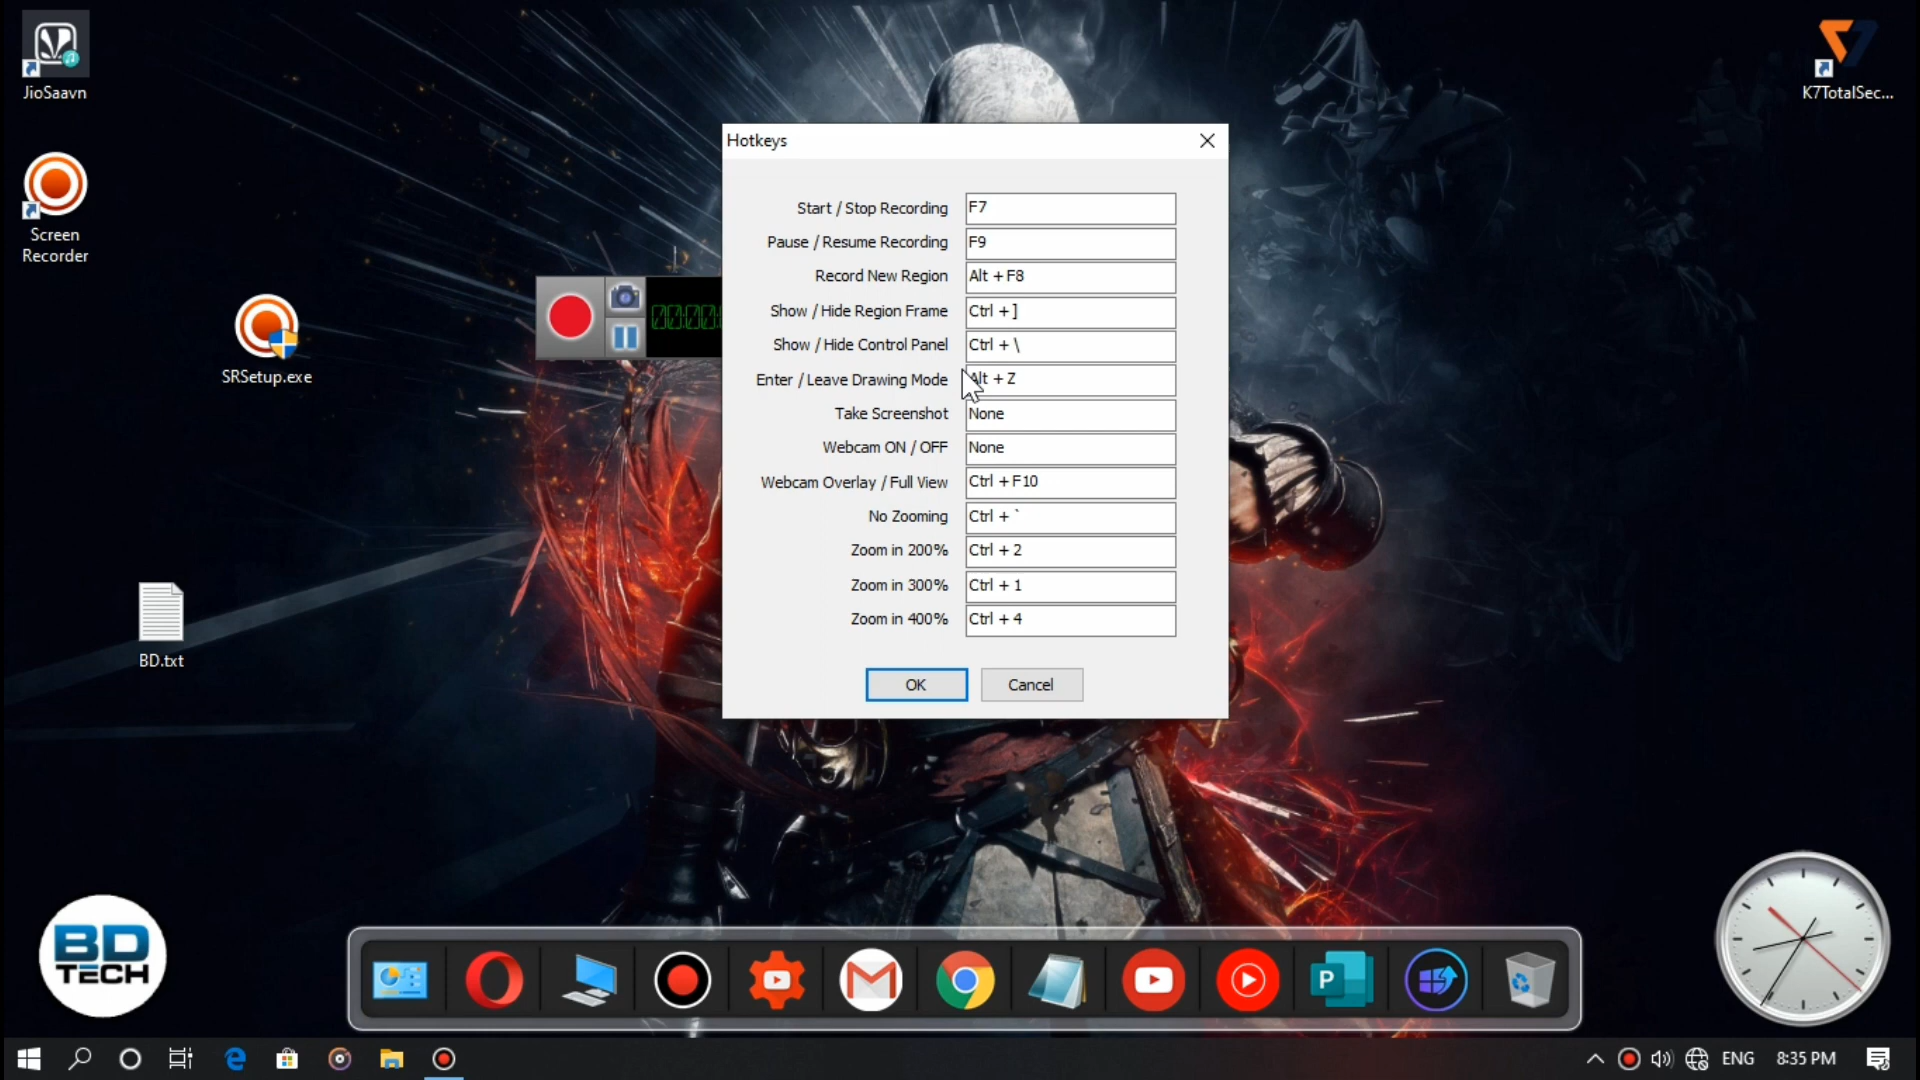 JioSaavn
K7TotalSec...
Screen
Recorder
SRSetup.exe
BD.txt
BD
TECH
00:00:
Hotkeys
Start / Stop Recording F7
Pause / Resume Recording F9
Record New Region Alt + F8
Show / Hide Region Frame Ctrl + ]
Show / Hide Control Panel Ctrl + \
Enter / Leave Drawing Mode Alt + Z
Take Screenshot None
Webcam ON / OFF None
Webcam Overlay / Full View Ctrl + F10
No Zooming Ctrl + `
Zoom in 200% Ctrl + 2
Zoom in 300% Ctrl + 1
Zoom in 400% Ctrl + 4
OK Cancel
P
ENG 8:35 PM